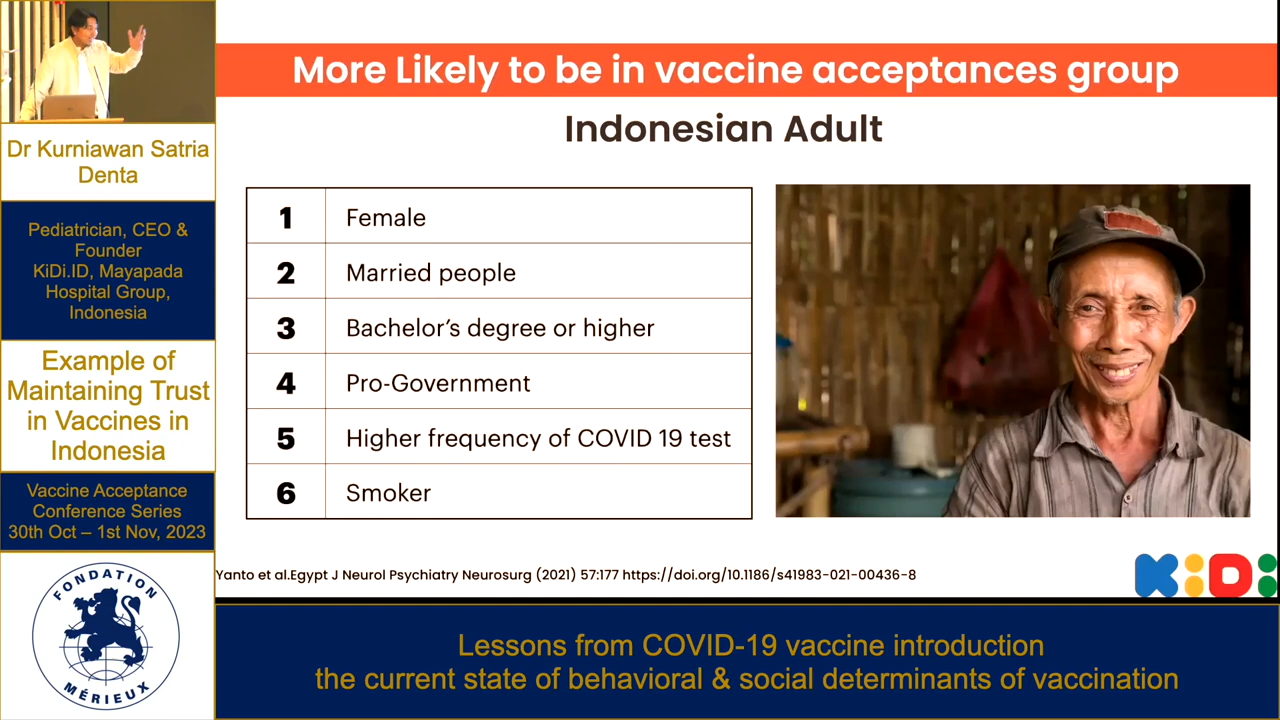 More Likely to be in vaccine acceptances group
Indonesian Adult
Dr Kurniawan Satria
Denta
Pediatrician, CEO &
Founder
KiDi.ID, Mayapada
Hospital Group,
Indonesia
Example of
Maintaining Trust
in Vaccines in
Indonesia
Vaccine Acceptance
Conference Series
30th Oct – 1st Nov, 2023
FONDATION
MÉRIEUX
1 Female
2 Married people
3 Bachelor's degree or higher
4 Pro-Government
5 Higher frequency of COVID 19 test
6 Smoker
Yanto et al.Egypt J Neurol Psychiatry Neurosurg (2021) 57:177 https://doi.org/10.1186/s41983-021-00436-8
KiDi
Lessons from COVID-19 vaccine introduction
the current state of behavioral & social determinants of vaccination